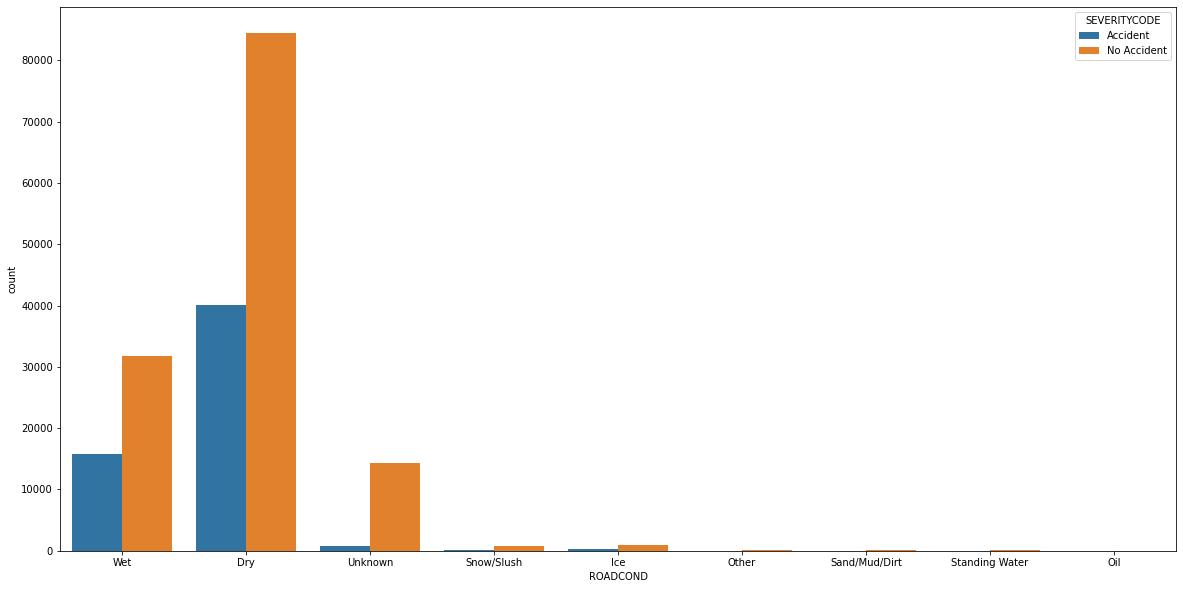 SEVERITYCODE
Accident
No Accident
80000
70000
60000
50000
40000
30000
20000
10000
0
count
Wet Dry Unknown Snow/Slush Ice Other Sand/Mud/Dirt Standing Water Oil
ROADCOND